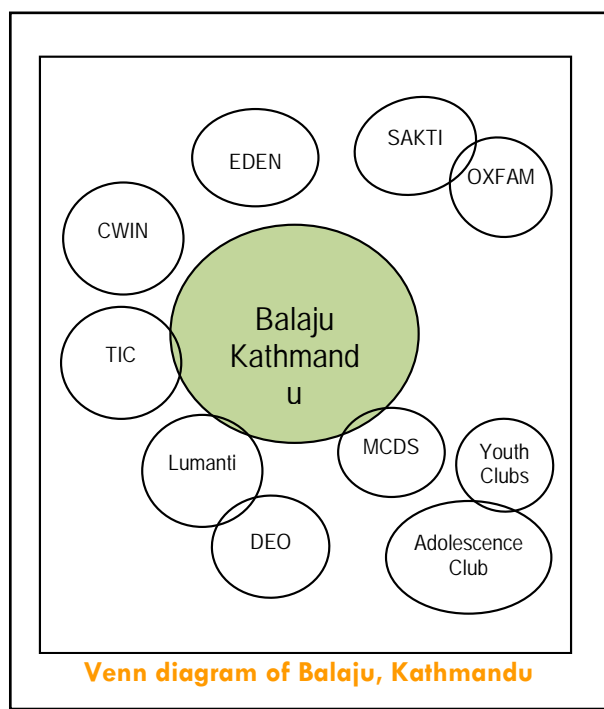 SAKTI
EDEN
OXFAM
CWIN
Balaju
Kathmand
u
TIC
Lumanti
MCDS
Youth
Clubs
DEO
Adolescence
Club
Venn diagram of Balaju, Kathmandu